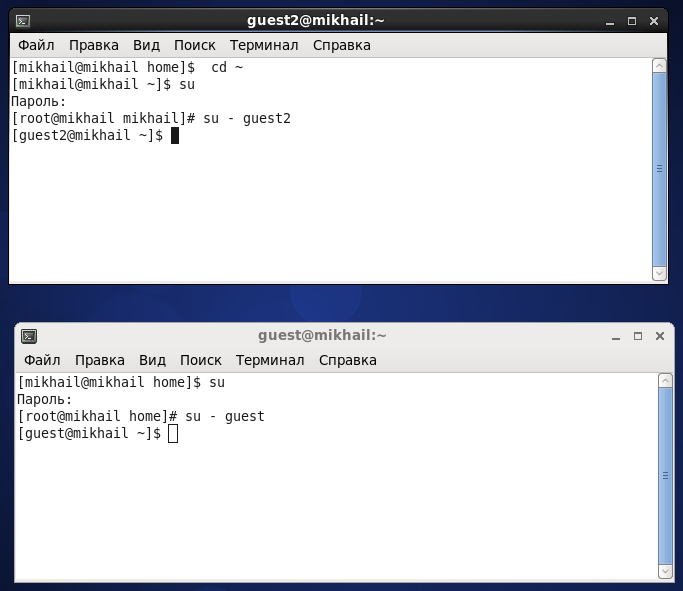 guest2@mikhail:~
Файл Правка Вид Поиск Терминал Справка
[mikhail@mikhail home]$  cd ~
[mikhail@mikhail ~]$ su
Пароль:
[root@mikhail mikhail]# su - guest2
[guest2@mikhail ~]$
guest@mikhail:~
Файл Правка Вид Поиск Терминал Справка
[mikhail@mikhail home]$ su
Пароль:
[root@mikhail home]# su - guest
[guest@mikhail ~]$